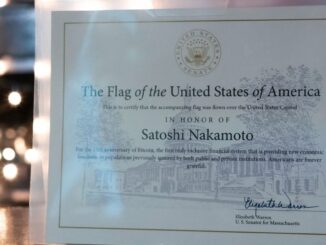 The Flag of the United States of America
This is to certify that the accompanying flag was flown over the United States Capitol
IN HONOR OF
Satoshi Nakamoto
For the anniversary of Bitcoin, the first truly inclusive financial system that is providing new economic
freedoms to populations previously ignored by both public and private institutions. Americans are forever
grateful.
Elizabeth Warren
Elizabeth Warren
U. S. Senator for Massachusetts